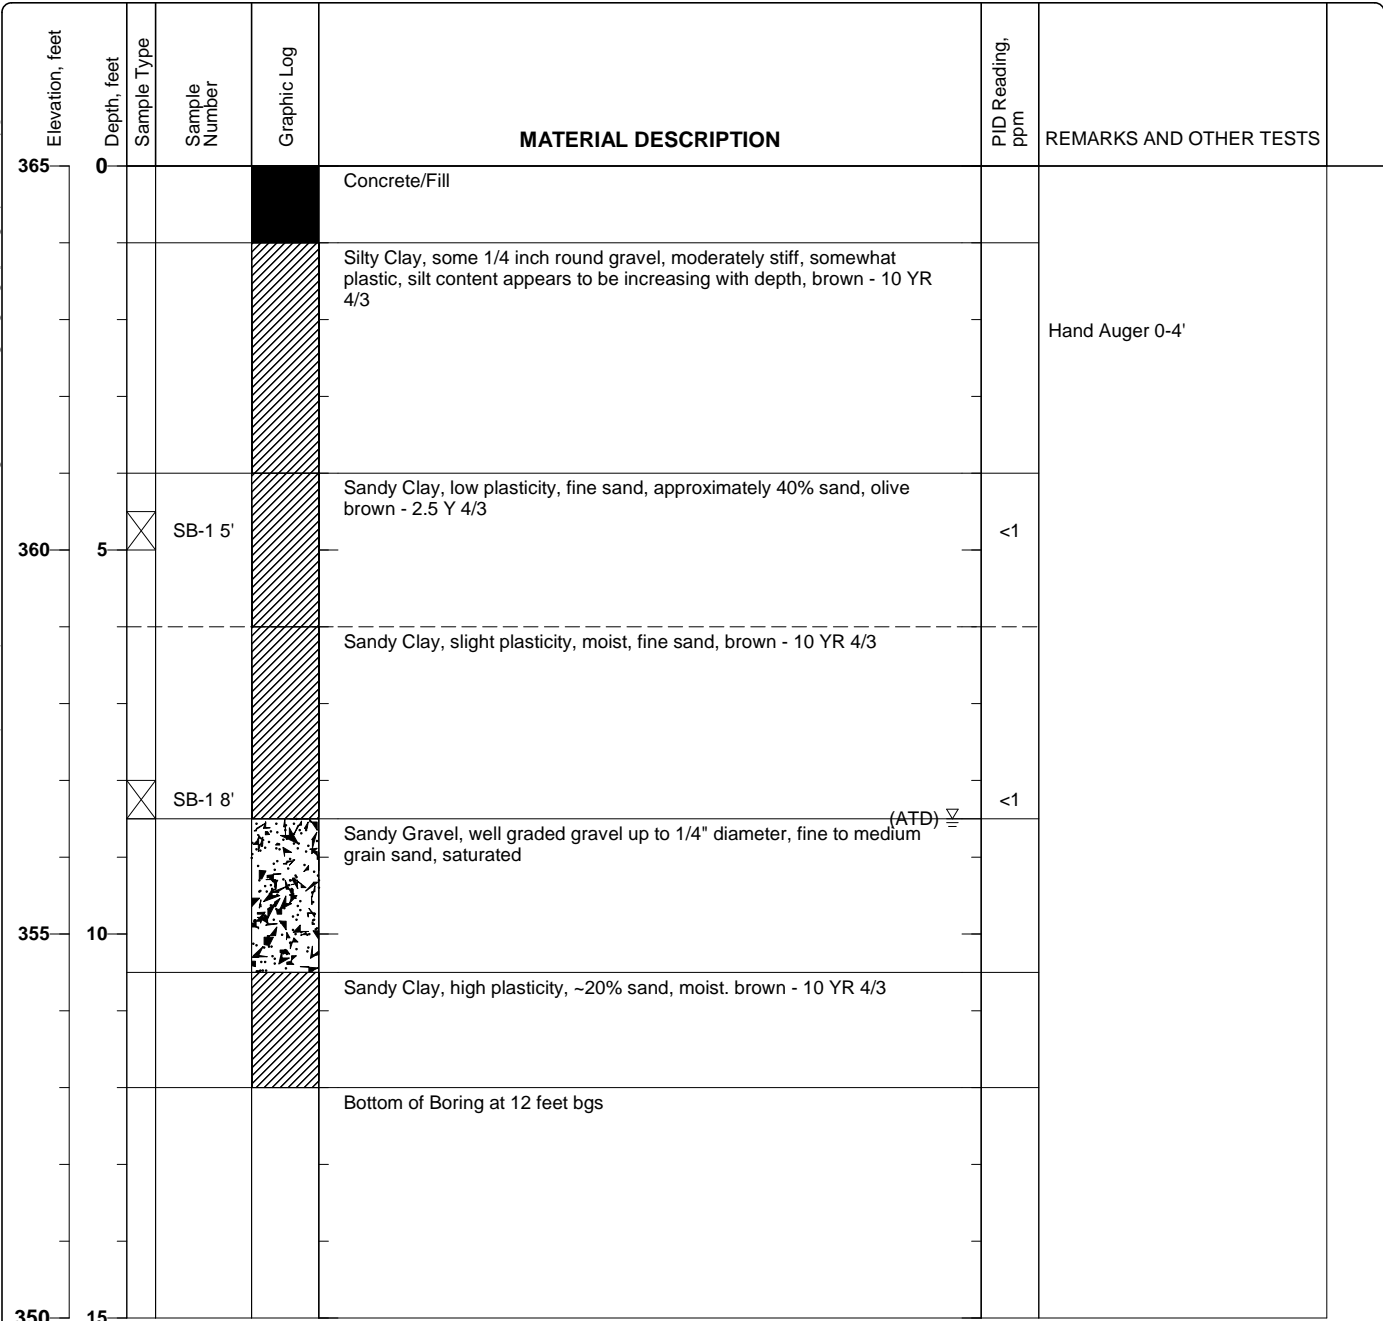 Elevation, feet
Depth, feet
Sample Type
Sample
Number
Graphic Log
MATERIAL DESCRIPTION
PID Reading,
ppm
REMARKS AND OTHER TESTS
365
0
Concrete/Fill
Silty Clay, some 1/4 inch round gravel, moderately stiff, somewhat
plastic, silt content appears to be increasing with depth, brown - 10 YR
4/3
Hand Auger 0-4'
Sandy Clay, low plasticity, fine sand, approximately 40% sand, olive
brown - 2.5 Y 4/3
SB-1 5'
<1
360
5
Sandy Clay, slight plasticity, moist, fine sand, brown - 10 YR 4/3
SB-1 8'
<1
(ATD)
Sandy Gravel, well graded gravel up to 1/4" diameter, fine to medium
grain sand, saturated
355
10
Sandy Clay, high plasticity, ~20% sand, moist. brown - 10 YR 4/3
Bottom of Boring at 12 feet bgs
350
15